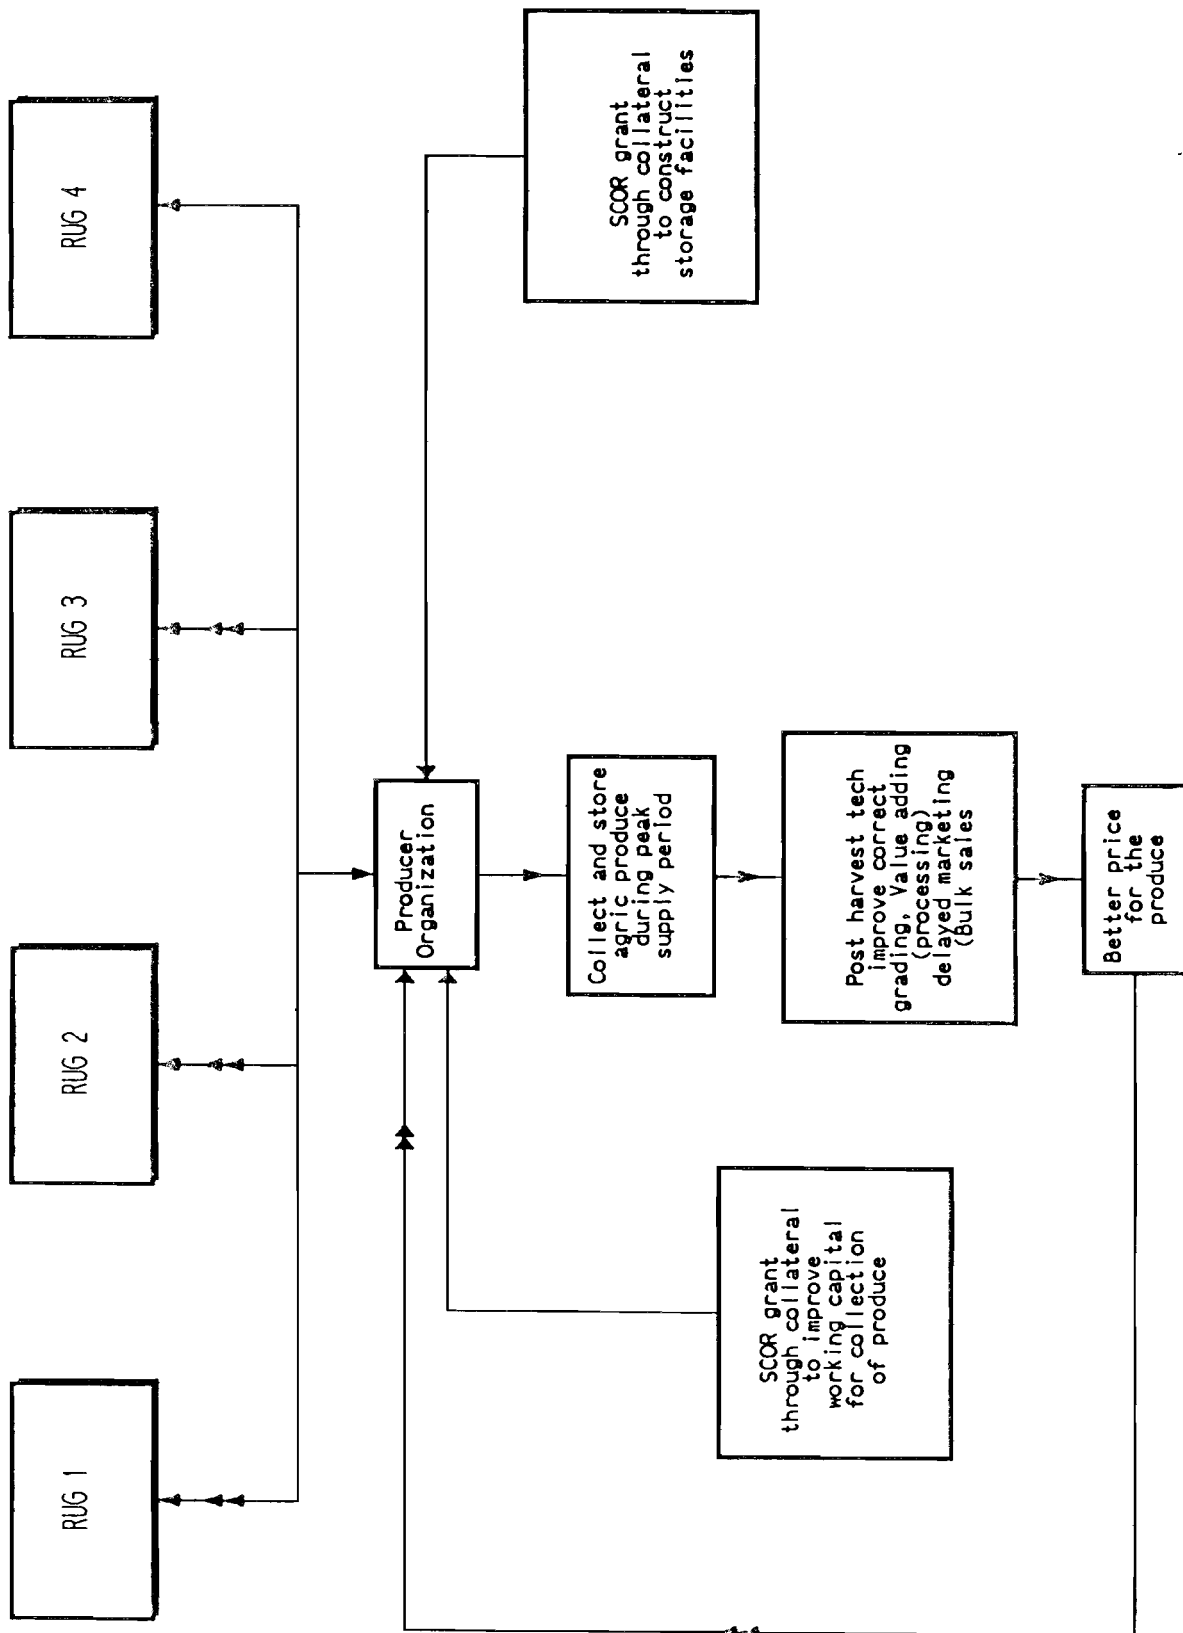 RUG 1
RUG 2
RUG 3
RUG 4
Producer
Organization
SCOR grant
through collateral
to construct
storage facilities
Collect and store
agric produce
during peak
supply period
SCOR grant
through collateral
to improve
working capital
for collection
of produce
Post harvest tech
improve correct
grading, Value adding
(processing)
delayed marketing
(Bulk sales
Better price
for the
produce